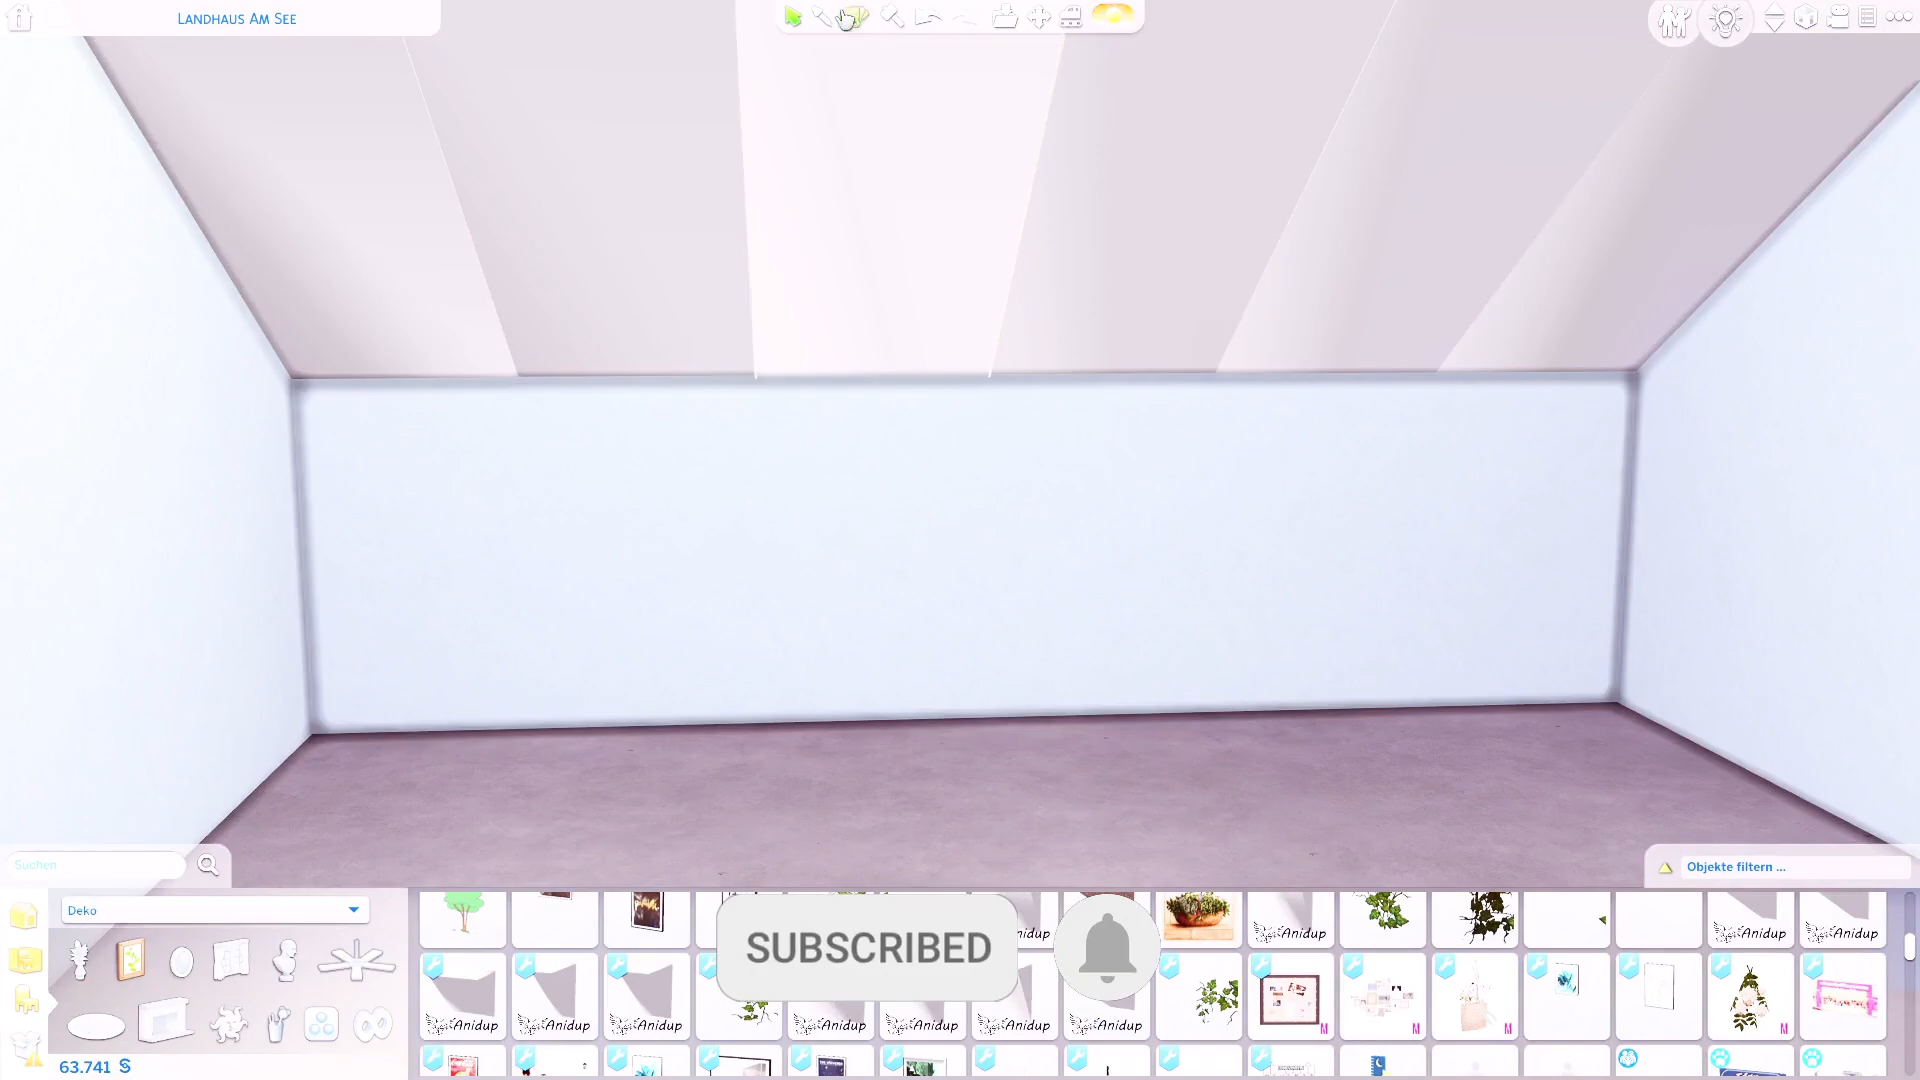 LANDHAUS AM SEE
Suchen
Objekte filtern ...
Deko
SUBSCRIBED
Anidup
Anidup
Anidup
Anidup
Anidup
Anidup
Anidup
Anidup
Anidup
Anidup
M
M
M
M
63.741 S